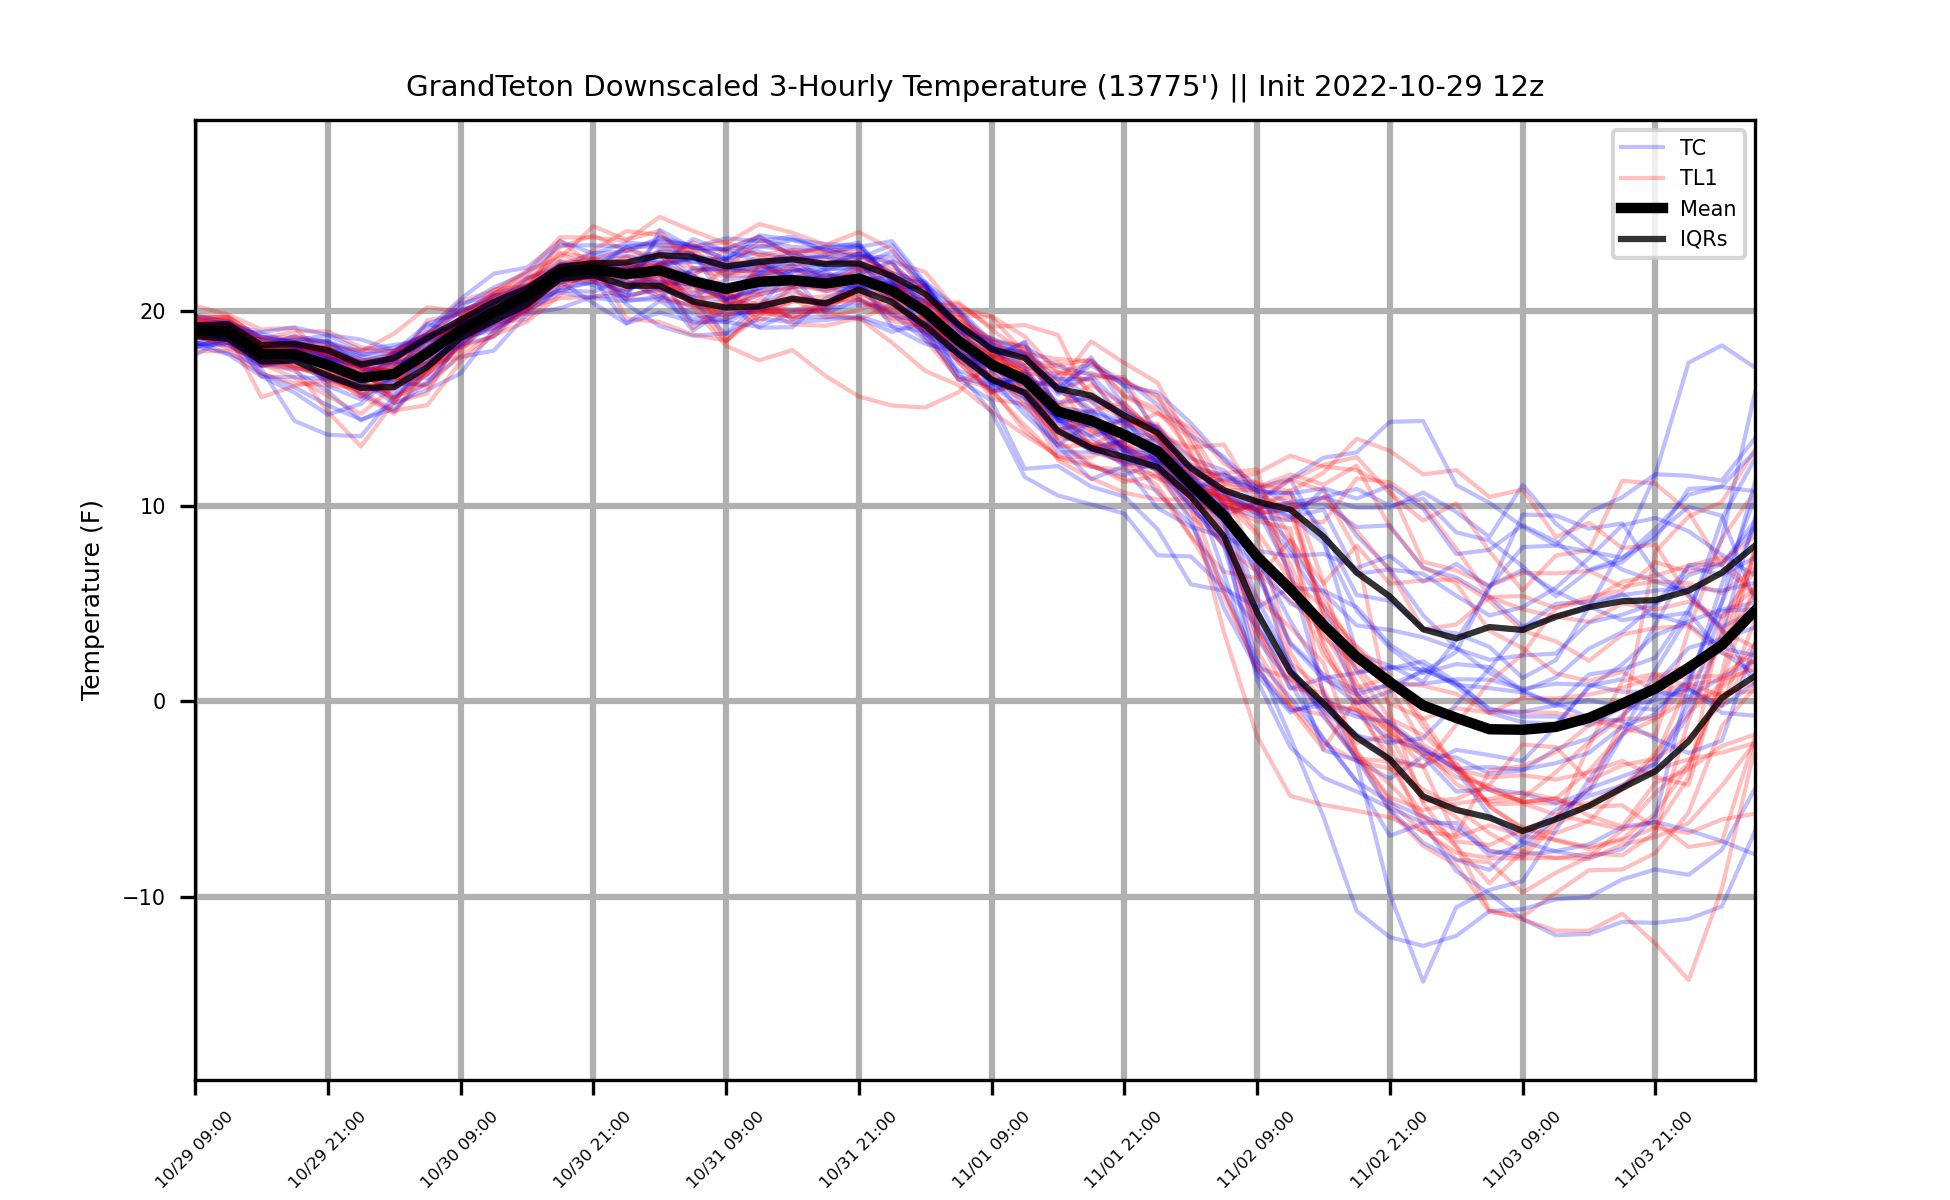 GrandTeton Downscaled 3-Hourly Temperature (13775') || Init 2022-10-29 12z
TC
TL1
Mean
IQRs
Temperature (F)
20
10
0
−10
10/29 09:00
10/29 21:00
10/30 09:00
10/30 21:00
10/31 09:00
10/31 21:00
11/01 09:00
11/01 21:00
11/02 09:00
11/02 21:00
11/03 09:00
11/03 21:00